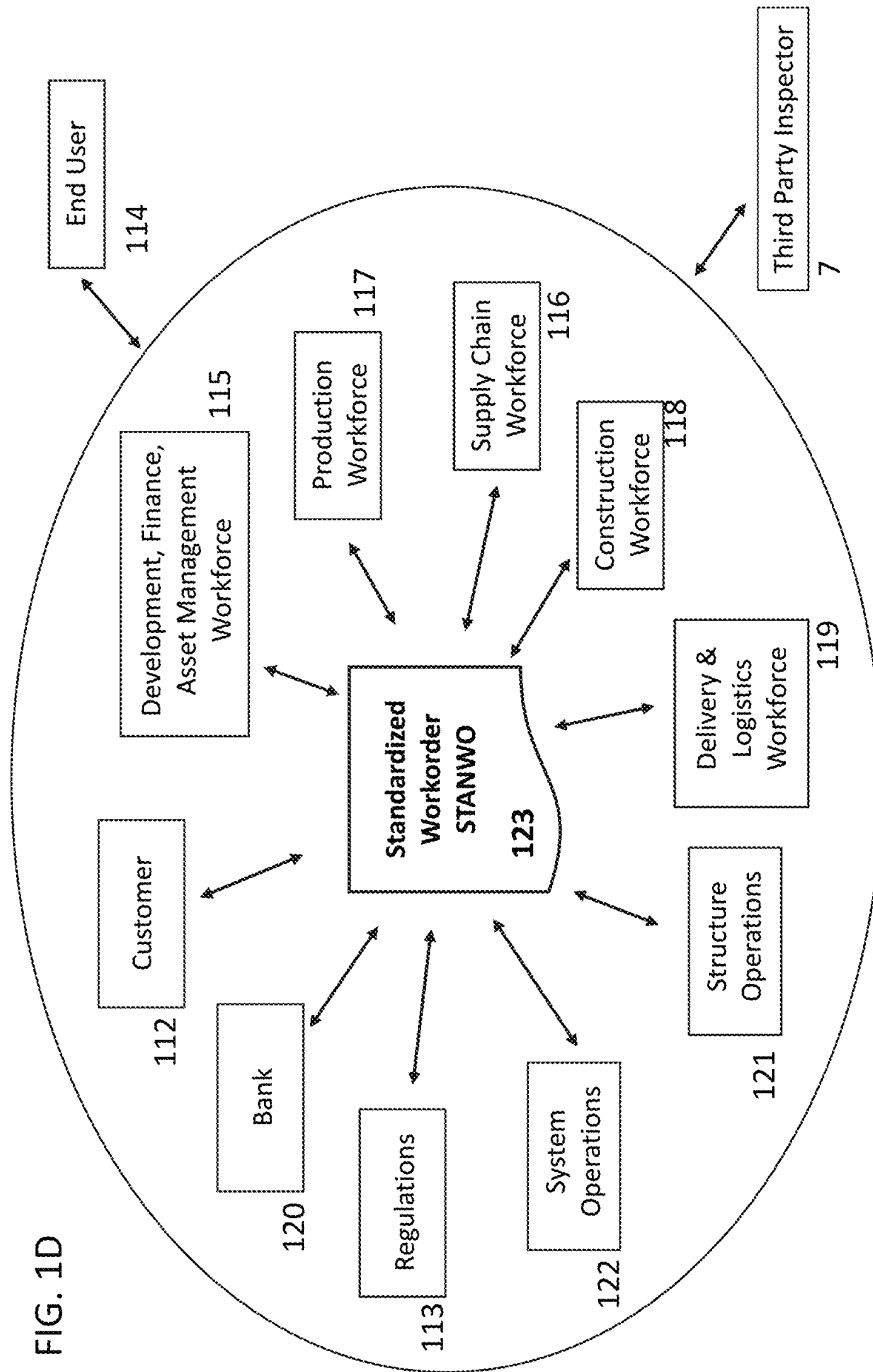 FIG. 1D
End User
114
Development, Finance,
Asset Management
Workforce
115
Customer
112
Production
Workforce
117
Bank
120
Supply Chain
Workforce
116
Standardized
Workorder
STANWO
123
Regulations
113
Construction
Workforce
118
System
Operations
122
Structure
Operations
121
Delivery &
Logistics
Workforce
119
Third Party Inspector
7